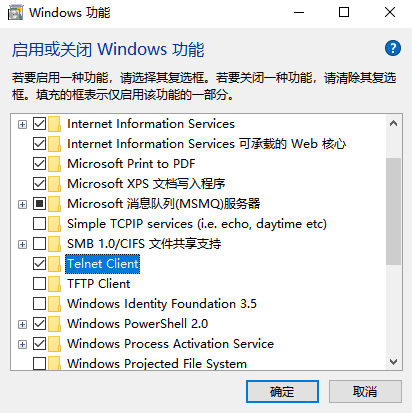 Windows 功能
启用或关闭 Windows 功能
若要启用一种功能，请选择其复选框。若要关闭一种功能，请清除其复选
框。填充的框表示仅启用该功能的一部分。
Internet Information Services
Internet Information Services 可承载的 Web 核心
Microsoft Print to PDF
Microsoft XPS 文档写入程序
Microsoft 消息队列(MSMQ)服务器
Simple TCPIP services (i.e. echo, daytime etc)
SMB 1.0/CIFS 文件共享支持
Telnet Client
TFTP Client
Windows Identity Foundation 3.5
Windows PowerShell 2.0
Windows Process Activation Service
Windows Projected File System
确定
取消